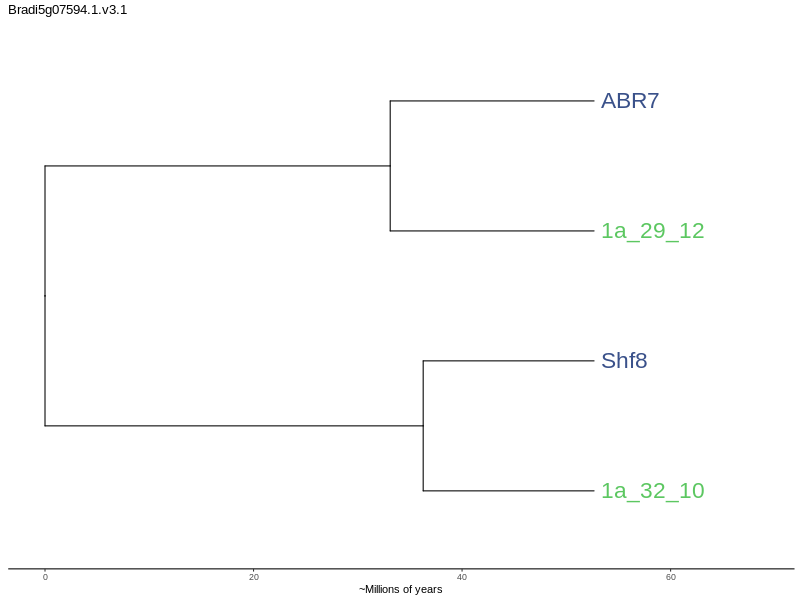 Bradi5g07594.1.v3.1
ABR7
1a_29_12
Shf8
1a_32_10
0 20 40 60
~Millions of years